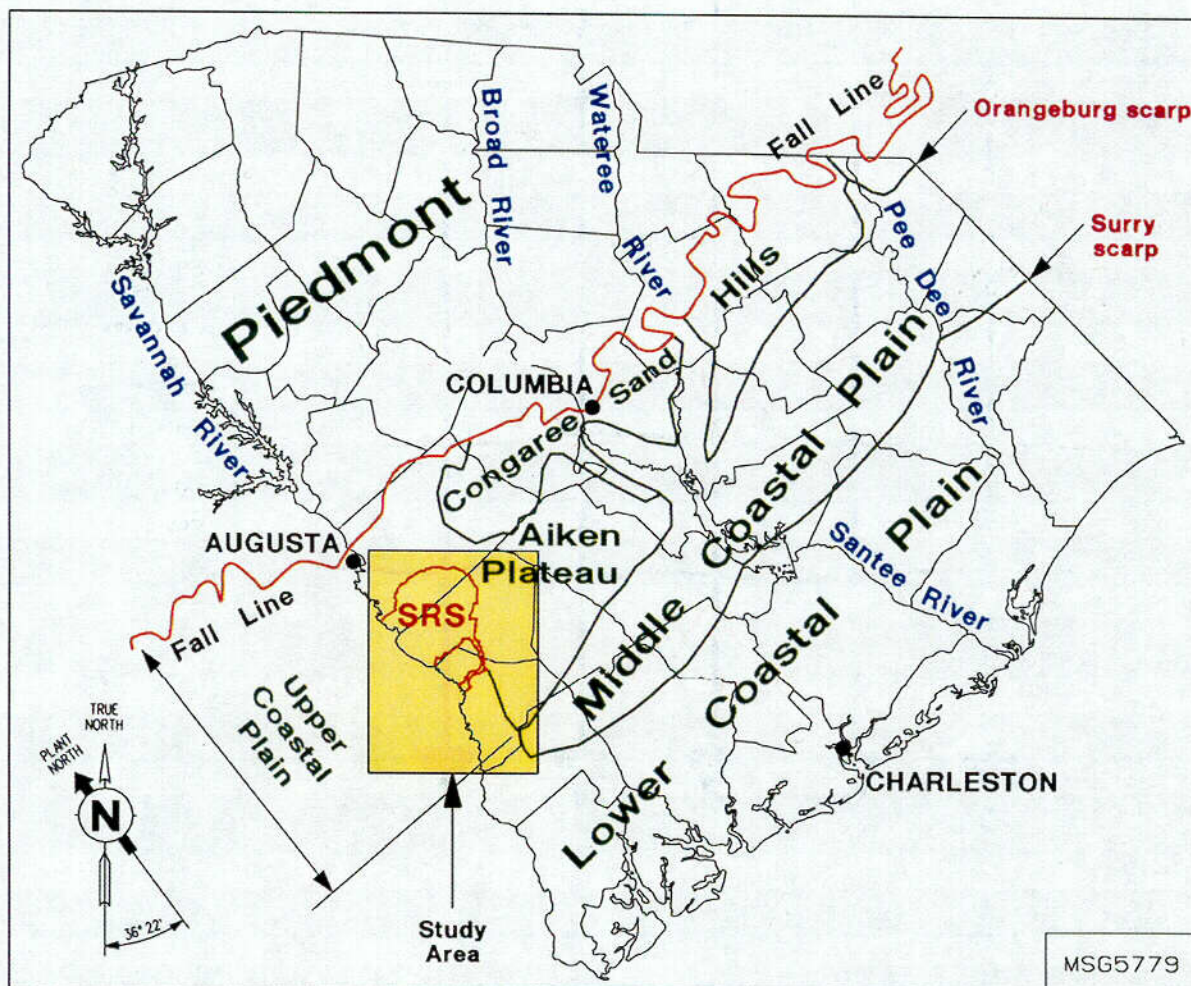 Fall Line
Orangeburg scarp
Surry
scarp
Broad
River
Wateree
River
Pee
Dee
River
Savannah
River
Piedmont
Sand
Hills
COLUMBIA
Congaree
Aiken
Plateau
AUGUSTA
SRS
Fall Line
Upper
Coastal
Plain
Middle
Coastal
Plain
Lower
Coastal
Plain
Santee River
CHARLESTON
Study
Area
TRUE
NORTH
PLANT
NORTH
N
36° 22'
MSG5779